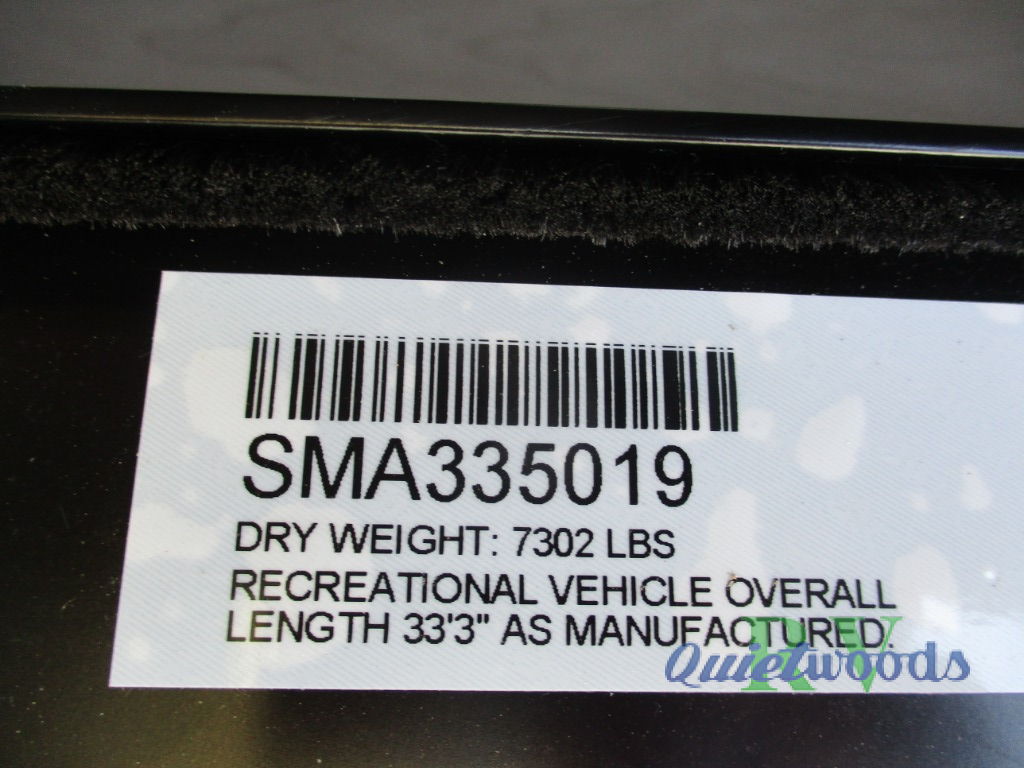 SMA335019
DRY WEIGHT: 7302 LBS
RECREATIONAL VEHICLE OVERALL
LENGTH 33'3" AS MANUFACTURED.
RV
Quietwoods